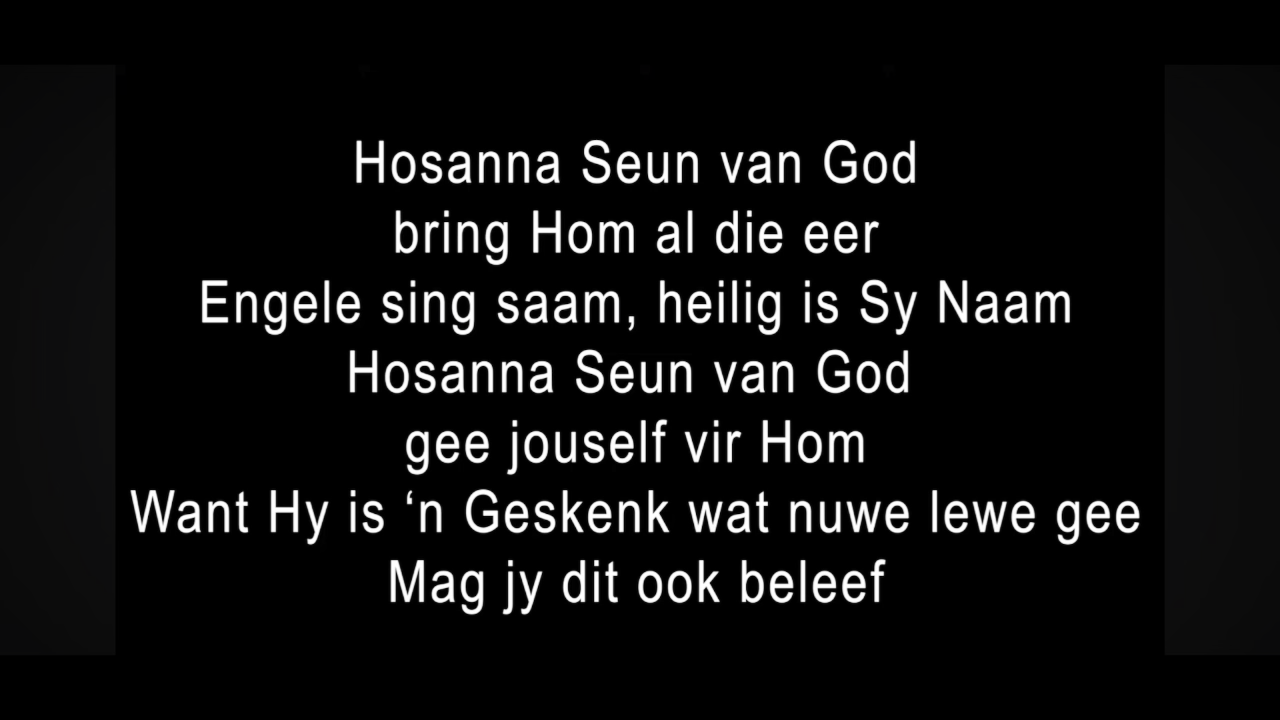 Hosanna Seun van God
bring Hom al die eer
Engele sing saam, heilig is Sy Naam
Hosanna Seun van God
gee jouself vir Hom
Want Hy is ‘n Geskenk wat nuwe lewe gee
Mag jy dit ook beleef